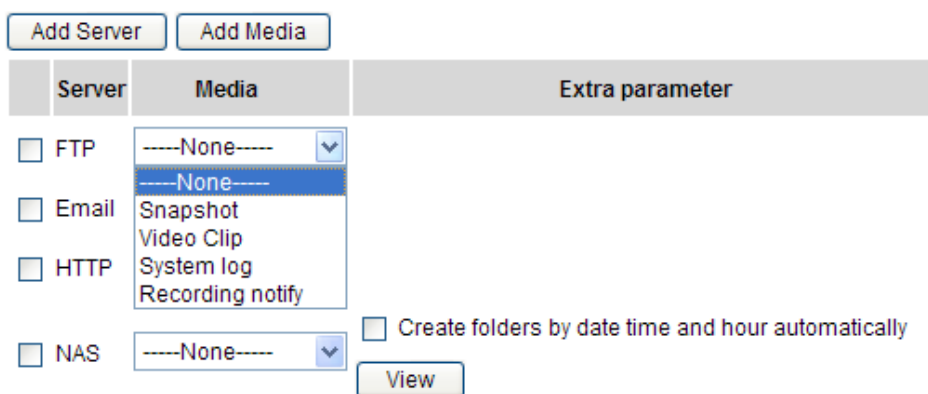 Add Server Add Media
Server Media Extra parameter
FTP -----None-----
-----None-----
Email Snapshot
Video Clip
HTTP System log
Recording notify
Create folders by date time and hour automatically
NAS -----None-----
View